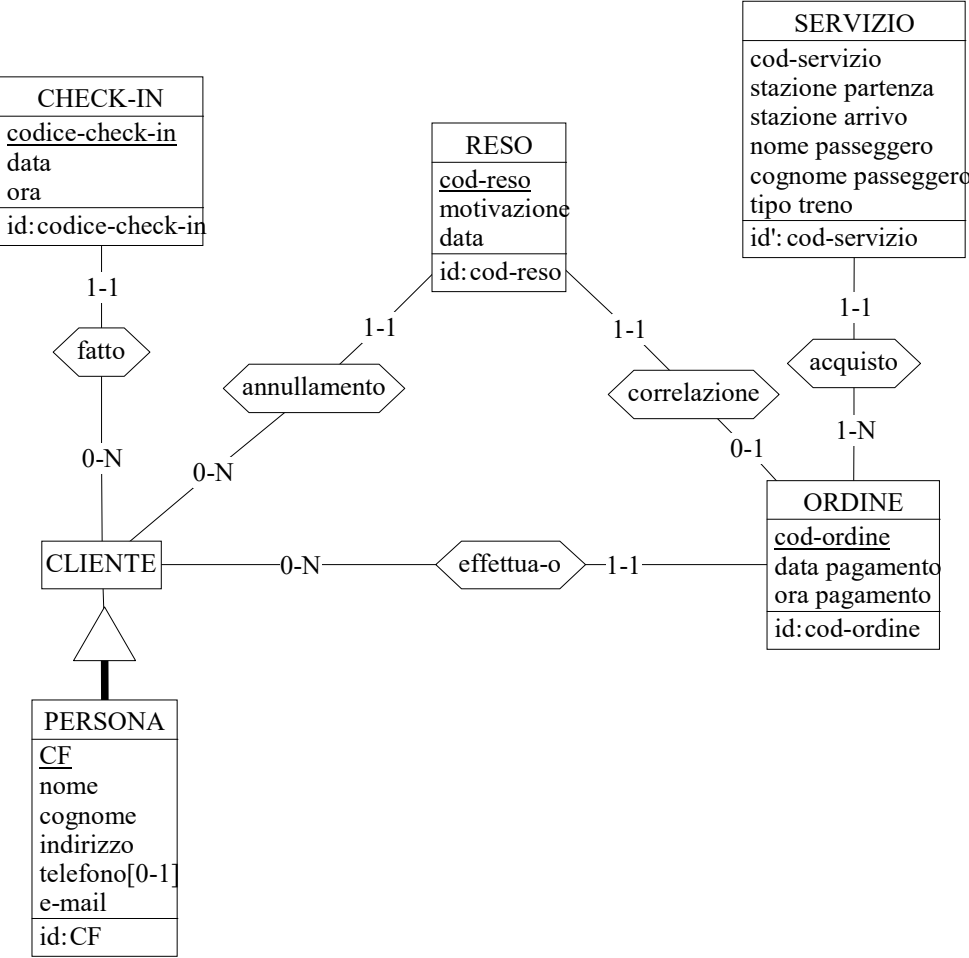 SERVIZIO
cod-servizio
stazione partenza
stazione arrivo
nome passeggero
cognome passeggero
tipo treno
id': cod-servizio
CHECK-IN
codice-check-in
data
ora
id:codice-check-in
RESO
cod-reso
motivazione
data
id:cod-reso
1-1
fatto
0-N
1-1
annullamento
0-N
1-1
correlazione
0-1
1-1
acquisto
1-N
CLIENTE
0-N
effettua-o
1-1
ORDINE
cod-ordine
data pagamento
ora pagamento
id:cod-ordine
PERSONA
CF
nome
cognome
indirizzo
telefono[0-1]
e-mail
id:CF